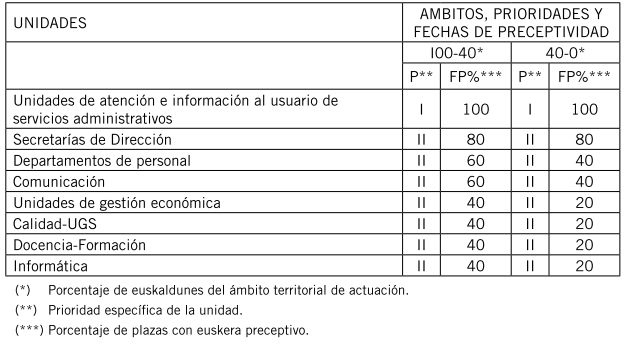 UNIDADES
AMBITOS, PRIORIDADES Y
FECHAS DE PRECEPTIVIDAD
I00-40*
40-0*
P**
FP%***
P**
FP%***
Unidades de atención e información al usuario de
servicios administrativos
I
100
I
100
Secretarías de Dirección
II
80
II
80
Departamentos de personal
II
60
II
40
Comunicación
II
60
II
40
Unidades de gestión económica
II
40
II
20
Calidad-UGS
II
40
II
20
Docencia-Formación
II
40
II
20
Informática
II
40
II
20
(*) Porcentaje de euskaldunes del ámbito territorial de actuación.
(**) Prioridad específica de la unidad.
(***) Porcentaje de plazas con euskera preceptivo.